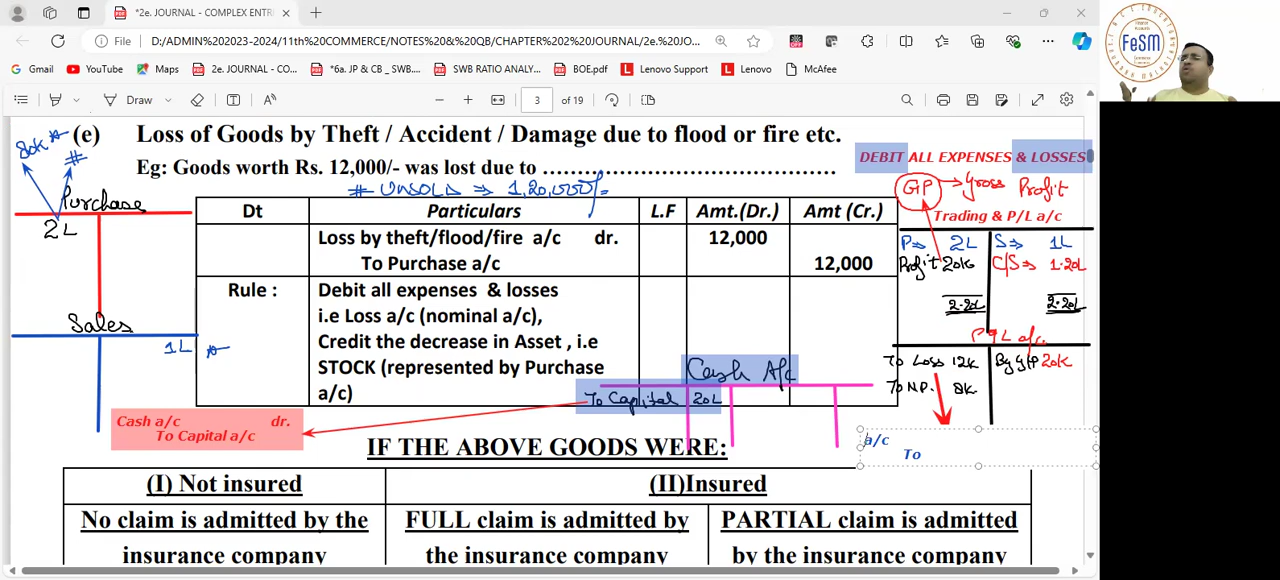 *2e. JOURNAL - COMPLEX ENTR
File
D:/ADMIN%202023-2024/11th%20COMMERCE/NOTES%5...%20QB/CHAPTER%202%20JOURNAL/2e.%20JO...
Gmail YouTube Maps 2e. JOURNAL - CO... *6a. JP & CB _ SWB.... SWB RATIO ANALY... BOE.pdf Lenovo Support Lenovo McAfee
Draw 3 of 19
FeSM
(e) Loss of Goods by Theft / Accident / Damage due to flood or fire etc.
Eg: Goods worth Rs. 12,000/- was lost due to
# UNSOLD ⇒ 1,20,000/-
80K
#
Purchase
2L
Sales
1L
Dt Particulars L.F Amt.(Dr.) Amt (Cr.)
Loss by theft/flood/fire a/c dr. 12,000
To Purchase a/c 12,000
Rule : Debit all expenses & losses
i.e Loss a/c (nominal a/c),
Credit the decrease in Asset , i.e
STOCK (represented by Purchase
a/c)
Cash A/c
To Capital 20L
Cash a/c dr.
To Capital a/c
DEBIT ALL EXPENSES & LOSSES
GP → Gross Profit
Trading & P/L a/c
P ⇒ 2L S ⇒ 1L
Profit 20K C/S ⇒ 1.20L
2.20L 2.20L
P & L a/c.
To Loss 12K By G/P 20K
To N.P. 8K
a/c
To
IF THE ABOVE GOODS WERE:
(I) Not insured (II)Insured
No claim is admitted by the FULL claim is admitted by PARTIAL claim is admitted
insurance company the insurance company by the insurance company